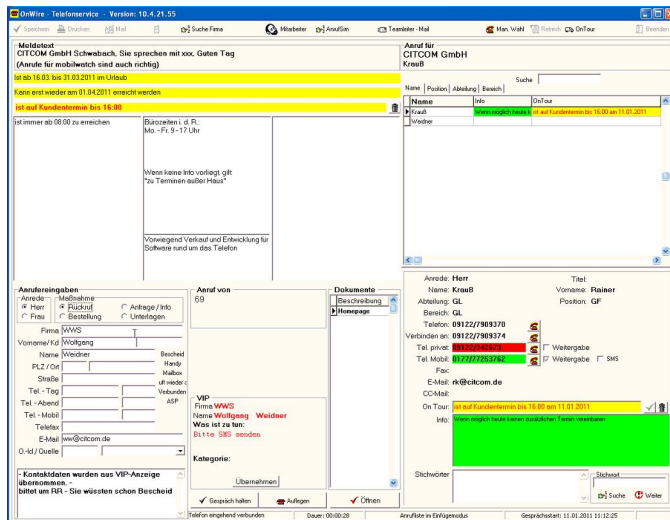 OnWire - Telefonservice - Version: 10.4.21.55
Speichern Drucken Mail Suche Firma Mitarbeiter AnrufSim Teamleiter - Mail Man. Wahl Refresh OnTour Beenden
Meldetext
CITCOM GmbH Schwabach, Sie sprechen mit xxx, Guten Tag
(Anrufe für mobilwatch sind auch richtig)
Anruf für
CITCOM GmbH
Krauß
Ist ab 16.03. bis 31.03.2011 im Urlaub
Kann erst wieder am 01.04.2011 erreicht werden
ist auf Kundentermin bis 16:00
Suche
Name Position Abteilung Bereich
Name Info OnTour
Krauß Wenn möglich heute k ist auf Kundentermin bis 16:00 am 11.01.2011
Weidner
ist immer ab 08:00 zu erreichen
Bürozeiten i. d. R.:
Mo. - Fr. 9 - 17 Uhr
Wenn keine Info vorliegt, gilt
"zu Terminen außer Haus"
Vorwiegend Verkauf und Entwicklung für
Software rund um das Telefon
Anrufereingaben
Anrede Maßnahme
Herr Rückruf Anfrage / Info
Frau Bestellung Unterlagen
Firma WWS
Vorname/Kd Wolfgang
Name Weidner
PLZ / Ort
Straße
Tel. - Tag
Tel. - Abend
Tel. - Mobil
Telefax
E-Mail ww@citcom.de
O.-Id / Quelle
Bescheid
Handy
Mailbox
uft wieder a
Verbunden
ASP
- Kontaktdaten wurden aus VIP-Anzeige
übernommen. -
bittet um RR - Sie wüssten schon Bescheid
Anruf von
69
VIP
Firma WWS
Name Wolfgang Weidner
Was ist zu tun:
Bitte SMS senden
Kategorie:
Übernehmen
Dokumente
Beschreibung
Homepage
Gespräch halten Auflegen Öffnen
Anrede: Herr Titel:
Name: Krauß Vorname: Rainer
Abteilung: GL Position: GF
Bereich: GL
Telefon: 09122/7909370
Verbinden an: 09122/7909374
Tel. privat: 09122/542673 Weitergabe
Tel. Mobil: 0177/77253762 Weitergabe SMS
Fax:
E-Mail: rk@citcom.de
CC-Mail:
On Tour: ist auf Kundentermin bis 16:00 am 11.01.2011
Info: Wenn möglich heute keinen zusätzlichen Termin vereinbaren
Stichwörter
Stichwort
Suche Weiter
Telefon eingehend verbunden Dauer: 00:00:28 Anrufliste im Einfügemodus Gesprächsstart: 11.01.2011 11:12:25